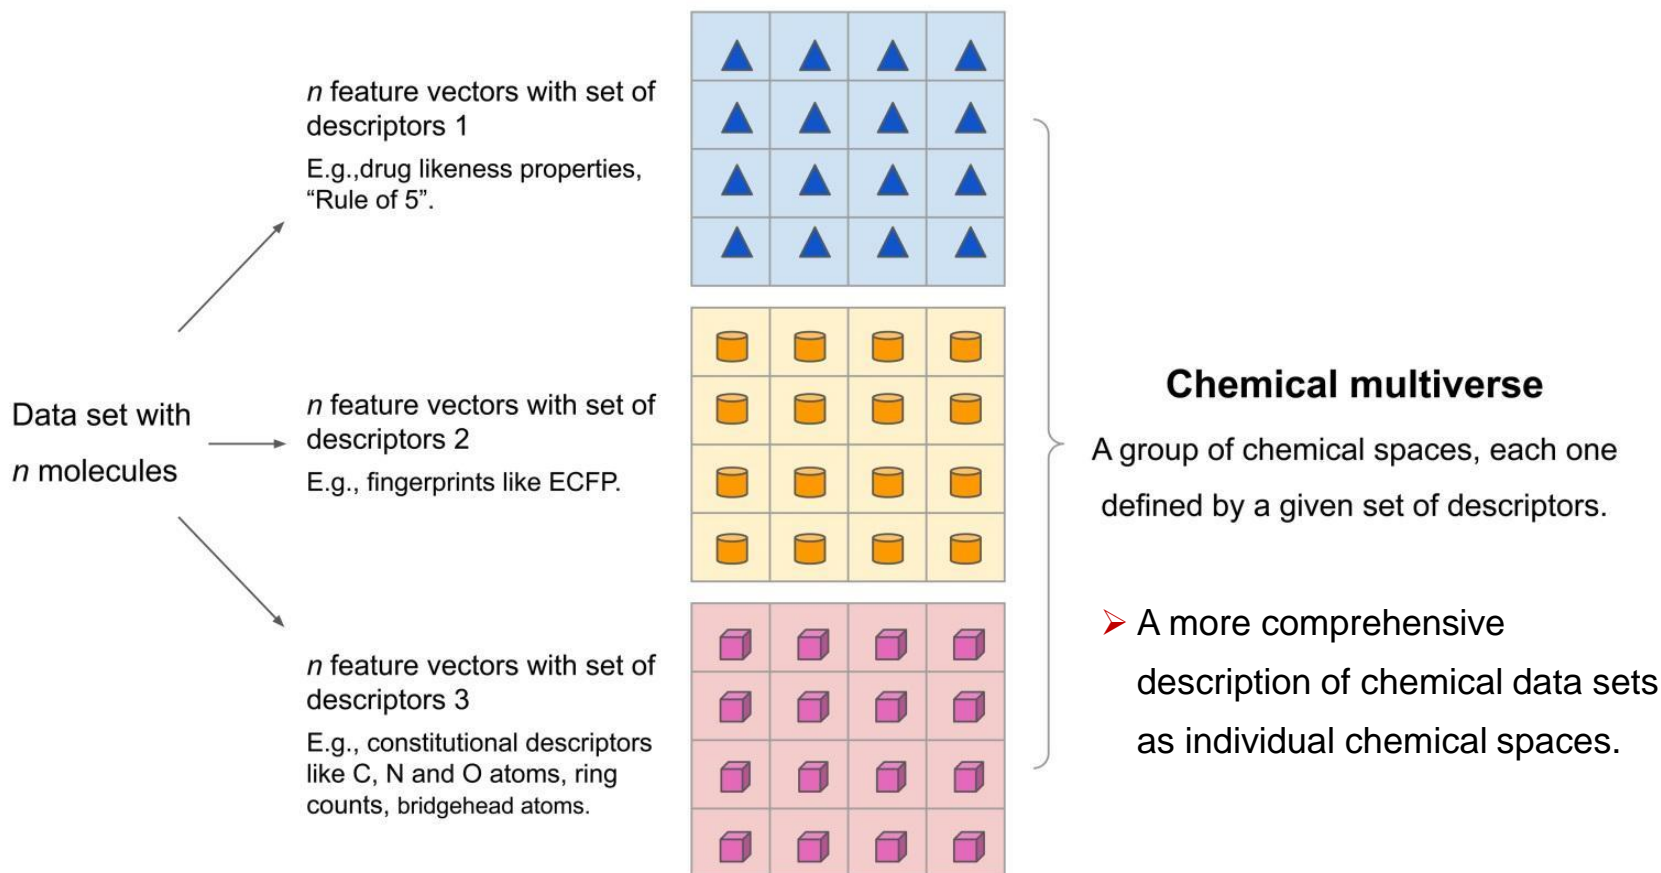 Data set with
n molecules
n feature vectors with set of
descriptors 1
E.g.,drug likeness properties,
“Rule of 5”.
n feature vectors with set of
descriptors 2
E.g., fingerprints like ECFP.
n feature vectors with set of
descriptors 3
E.g., constitutional descriptors
like C, N and O atoms, ring
counts, bridgehead atoms.
Chemical multiverse
A group of chemical spaces, each one
defined by a given set of descriptors.
➢ A more comprehensive
description of chemical data sets
as individual chemical spaces.